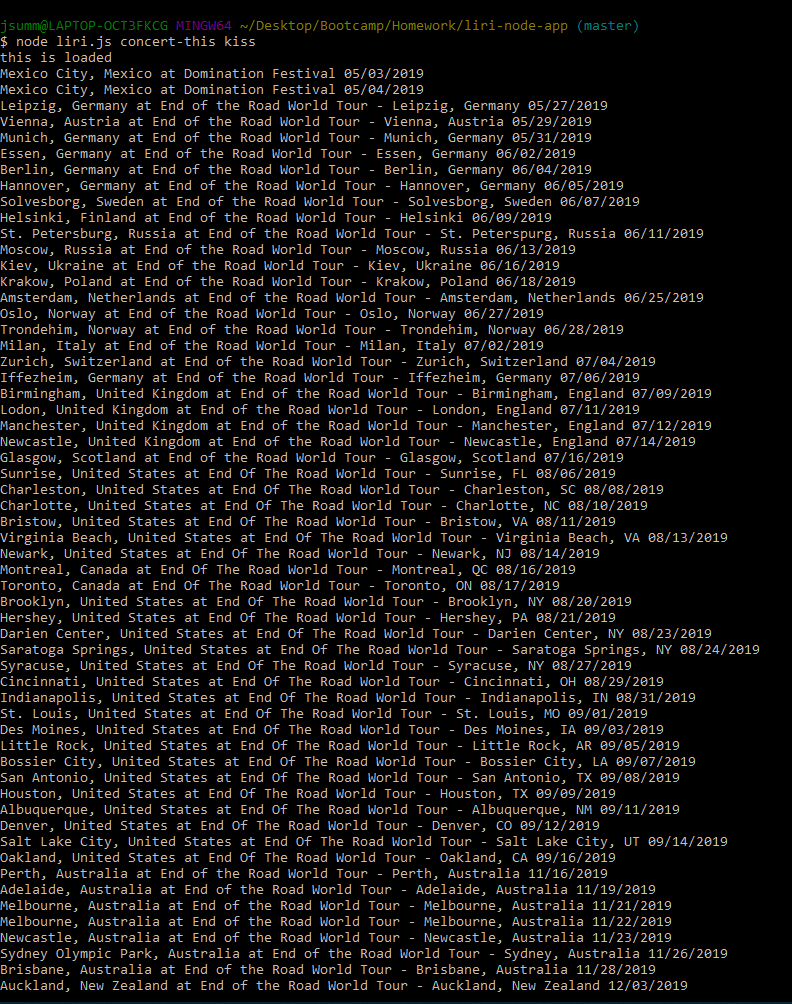 jsumm@LAPTOP-OCT3FKCG MINGW64 ~/Desktop/Bootcamp/Homework/liri-node-app (master)
$ node liri.js concert-this kiss
this is loaded
Mexico City, Mexico at Domination Festival 05/03/2019
Mexico City, Mexico at Domination Festival 05/04/2019
Leipzig, Germany at End of the Road World Tour - Leipzig, Germany 05/27/2019
Vienna, Austria at End of the Road World Tour - Vienna, Austria 05/29/2019
Munich, Germany at End of the Road World Tour - Munich, Germany 05/31/2019
Essen, Germany at End of the Road World Tour - Essen, Germany 06/02/2019
Berlin, Germany at End of the Road World Tour - Berlin, Germany 06/04/2019
Hannover, Germany at End of the Road World Tour - Hannover, Germany 06/05/2019
Solvesborg, Sweden at End of the Road World Tour - Solvesborg, Sweden 06/07/2019
Helsinki, Finland at End of the Road World Tour - Helsinki 06/09/2019
St. Petersburg, Russia at End of the Road World Tour - St. Peterspurg, Russia 06/11/2019
Moscow, Russia at End of the Road World Tour - Moscow, Russia 06/13/2019
Kiev, Ukraine at End of the Road World Tour - Kiev, Ukraine 06/16/2019
Krakow, Poland at End of the Road World Tour - Krakow, Poland 06/18/2019
Amsterdam, Netherlands at End of the Road World Tour - Amsterdam, Netherlands 06/25/2019
Oslo, Norway at End of the Road World Tour - Oslo, Norway 06/27/2019
Trondehim, Norway at End of the Road World Tour - Trondehim, Norway 06/28/2019
Milan, Italy at End of the Road World Tour - Milan, Italy 07/02/2019
Zurich, Switzerland at End of the Road World Tour - Zurich, Switzerland 07/04/2019
Iffezheim, Germany at End of the Road World Tour - Iffezheim, Germany 07/06/2019
Birmingham, United Kingdom at End of the Road World Tour - Birmingham, England 07/09/2019
Lodon, United Kingdom at End of the Road World Tour - London, England 07/11/2019
Manchester, United Kingdom at End of the Road World Tour - Manchester, England 07/12/2019
Newcastle, United Kingdom at End of the Road World Tour - Newcastle, England 07/14/2019
Glasgow, Scotland at End of the Road World Tour - Glasgow, Scotland 07/16/2019
Sunrise, United States at End Of The Road World Tour - Sunrise, FL 08/06/2019
Charleston, United States at End Of The Road World Tour - Charleston, SC 08/08/2019
Charlotte, United States at End Of The Road World Tour - Charlotte, NC 08/10/2019
Bristow, United States at End Of The Road World Tour - Bristow, VA 08/11/2019
Virginia Beach, United States at End Of The Road World Tour - Virginia Beach, VA 08/13/2019
Newark, United States at End Of The Road World Tour - Newark, NJ 08/14/2019
Montreal, Canada at End Of The Road World Tour - Montreal, QC 08/16/2019
Toronto, Canada at End Of The Road World Tour - Toronto, ON 08/17/2019
Brooklyn, United States at End Of The Road World Tour - Brooklyn, NY 08/20/2019
Hershey, United States at End Of The Road World Tour - Hershey, PA 08/21/2019
Darien Center, United States at End Of The Road World Tour - Darien Center, NY 08/23/2019
Saratoga Springs, United States at End Of The Road World Tour - Saratoga Springs, NY 08/24/2019
Syracuse, United States at End Of The Road World Tour - Syracuse, NY 08/27/2019
Cincinnati, United States at End Of The Road World Tour - Cincinnati, OH 08/29/2019
Indianapolis, United States at End Of The Road World Tour - Indianapolis, IN 08/31/2019
St. Louis, United States at End Of The Road World Tour - St. Louis, MO 09/01/2019
Des Moines, United States at End Of The Road World Tour - Des Moines, IA 09/03/2019
Little Rock, United States at End Of The Road World Tour - Little Rock, AR 09/05/2019
Bossier City, United States at End Of The Road World Tour - Bossier City, LA 09/07/2019
San Antonio, United States at End Of The Road World Tour - San Antonio, TX 09/08/2019
Houston, United States at End Of The Road World Tour - Houston, TX 09/09/2019
Albuquerque, United States at End Of The Road World Tour - Albuquerque, NM 09/11/2019
Denver, United States at End Of The Road World Tour - Denver, CO 09/12/2019
Salt Lake City, United States at End Of The Road World Tour - Salt Lake City, UT 09/14/2019
Oakland, United States at End Of The Road World Tour - Oakland, CA 09/16/2019
Perth, Australia at End of the Road World Tour - Perth, Australia 11/16/2019
Adelaide, Australia at End of the Road World Tour - Adelaide, Australia 11/19/2019
Melbourne, Australia at End of the Road World Tour - Melbourne, Australia 11/21/2019
Melbourne, Australia at End of the Road World Tour - Melbourne, Australia 11/22/2019
Newcastle, Australia at End of the Road World Tour - Newcastle, Australia 11/23/2019
Sydney Olympic Park, Australia at End of the Road World Tour - Sydney, Australia 11/26/2019
Brisbane, Australia at End of the Road World Tour - Brisbane, Australia 11/28/2019
Auckland, New Zealand at End of the Road World Tour - Auckland, New Zealand 12/03/2019